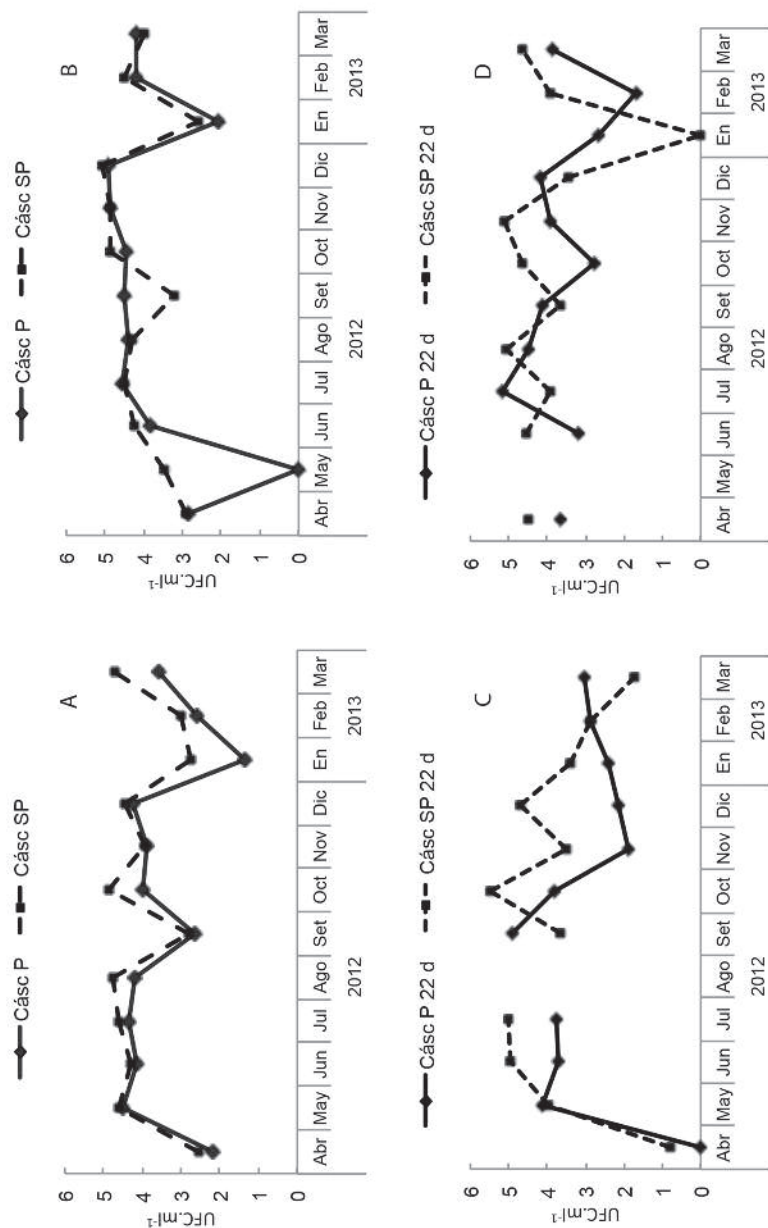 Cásc P Cásc SP
A
6
5
4
3
2
1
0
UFC.ml⁻¹
Abr May Jun Jul Ago Set Oct Nov Dic En Feb Mar
2012 2013
Cásc P Cásc SP
B
6
5
4
3
2
1
0
UFC.ml⁻¹
Abr May Jun Jul Ago Set Oct Nov Dic En Feb Mar
2012 2013
Cásc P 22 d Cásc SP 22 d
C
6
5
4
3
2
1
0
UFC.ml⁻¹
Abr May Jun Jul Ago Set Oct Nov Dic En Feb Mar
2012 2013
Cásc P 22 d Cásc SP 22 d
D
6
5
4
3
2
1
0
UFC.ml⁻¹
Abr May Jun Jul Ago Set Oct Nov Dic En Feb Mar
2012 2013